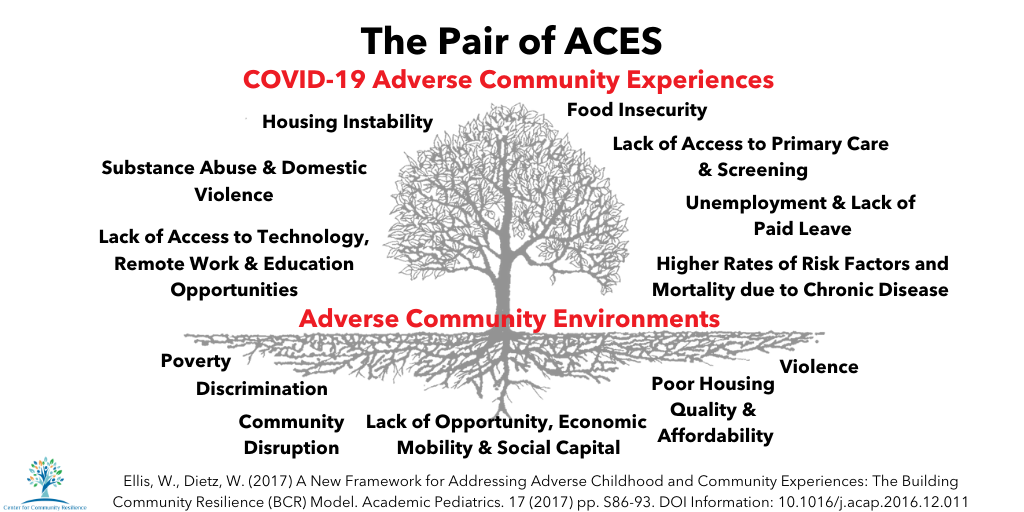 The Pair of ACES
COVID-19 Adverse Community Experiences
Housing Instability
Food Insecurity
Substance Abuse & Domestic
Violence
Lack of Access to Primary Care
& Screening
Unemployment & Lack of
Paid Leave
Lack of Access to Technology,
Remote Work & Education
Opportunities
Higher Rates of Risk Factors and
Mortality due to Chronic Disease
Adverse Community Environments
Poverty
Discrimination
Community
Disruption
Lack of Opportunity, Economic
Mobility & Social Capital
Poor Housing
Quality &
Affordability
Violence
Center for Community Resilience
Ellis, W., Dietz, W. (2017) A New Framework for Addressing Adverse Childhood and Community Experiences: The Building
Community Resilience (BCR) Model. Academic Pediatrics. 17 (2017) pp. S86-93. DOI Information: 10.1016/j.acap.2016.12.011